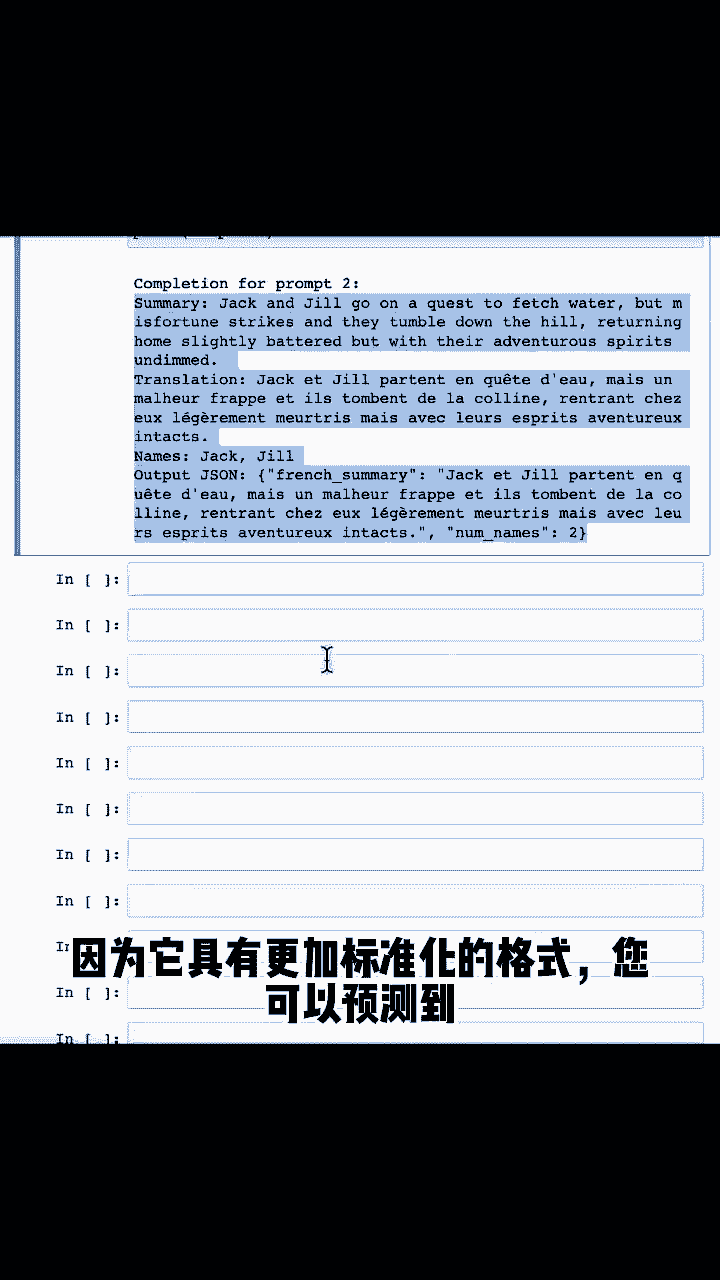 Completion for prompt 2:
Summary: Jack and Jill go on a quest to fetch water, but m
isfortune strikes and they tumble down the hill, returning
home slightly battered but with their adventurous spirits
undimmed.
Translation: Jack et Jill partent en quête d'eau, mais un
malheur frappe et ils tombent de la colline, rentrant chez
eux légèrement meurtris mais avec leurs esprits aventureux
intacts.
Names: Jack, Jill
Output JSON: {"french_summary": "Jack et Jill partent en q
uête d'eau, mais un malheur frappe et ils tombent de la co
lline, rentrant chez eux légèrement meurtris mais avec leu
rs esprits aventureux intacts.", "num_names": 2}
In [ ]:
In [ ]:
In [ ]:
In [ ]:
In [ ]:
In [ ]:
In [ ]:
In [ ]:
In [ ]:
因为它具有更加标准化的格式，您
可以预测到
In [ ]:
In [ ]: